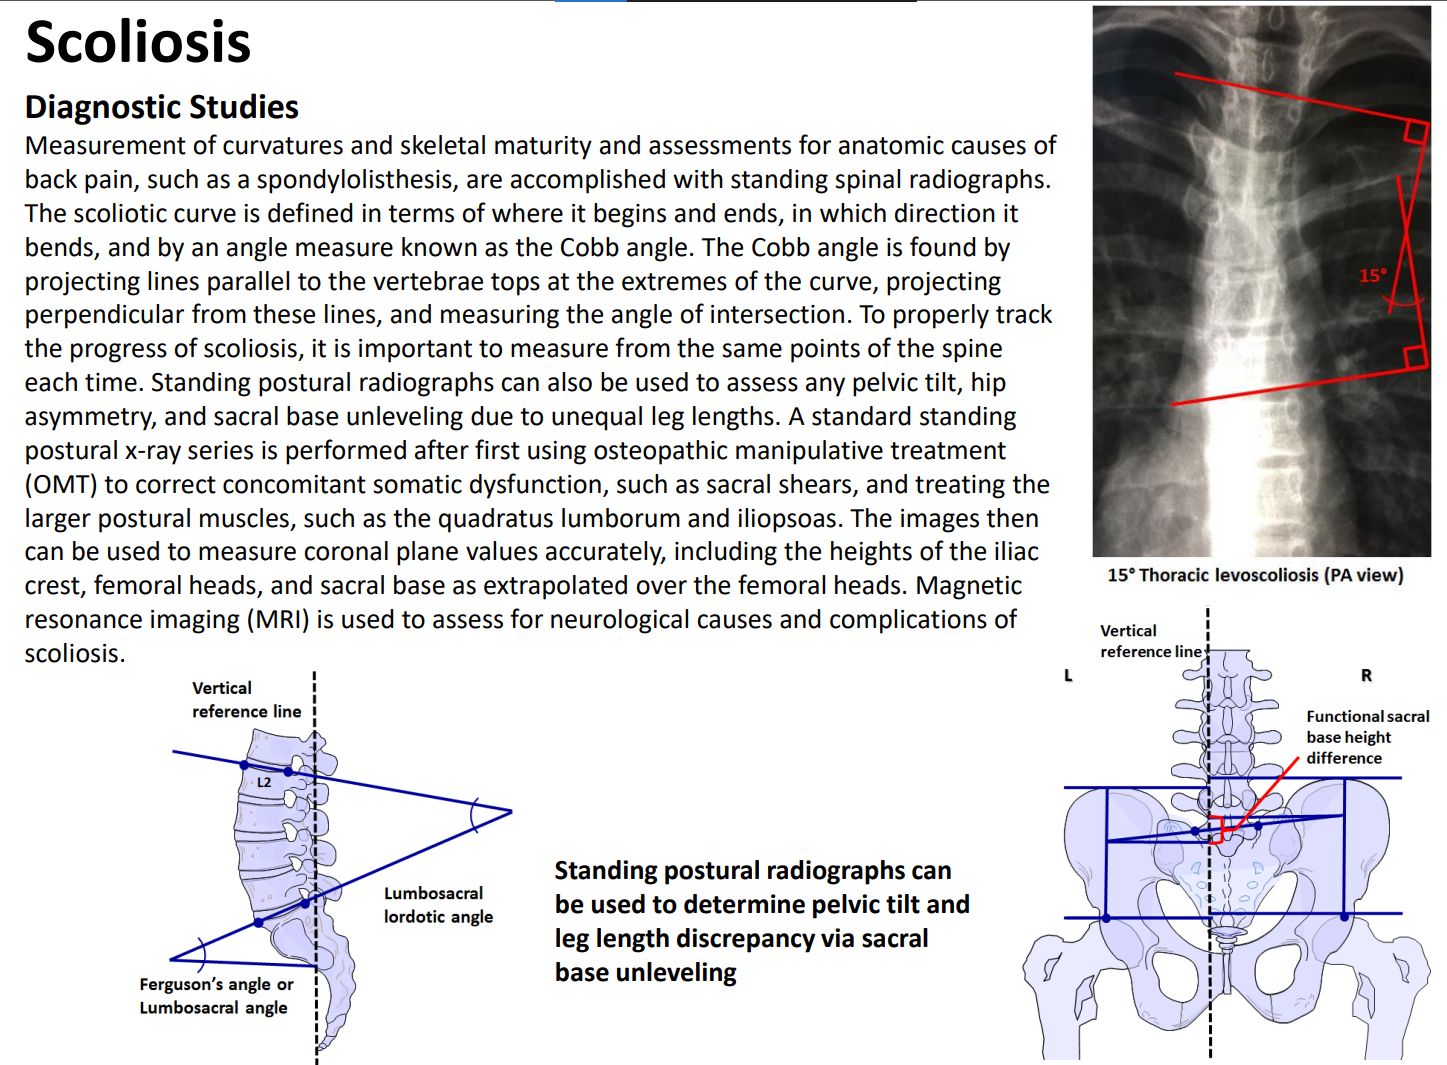 Scoliosis
Diagnostic Studies
Measurement of curvatures and skeletal maturity and assessments for anatomic causes of
back pain, such as a spondylolisthesis, are accomplished with standing spinal radiographs.
The scoliotic curve is defined in terms of where it begins and ends, in which direction it
bends, and by an angle measure known as the Cobb angle. The Cobb angle is found by
projecting lines parallel to the vertebrae tops at the extremes of the curve, projecting
perpendicular from these lines, and measuring the angle of intersection. To properly track
the progress of scoliosis, it is important to measure from the same points of the spine
each time. Standing postural radiographs can also be used to assess any pelvic tilt, hip
asymmetry, and sacral base unleveling due to unequal leg lengths. A standard standing
postural x-ray series is performed after first using osteopathic manipulative treatment
(OMT) to correct concomitant somatic dysfunction, such as sacral shears, and treating the
larger postural muscles, such as the quadratus lumborum and iliopsoas. The images then
can be used to measure coronal plane values accurately, including the heights of the iliac
crest, femoral heads, and sacral base as extrapolated over the femoral heads. Magnetic
resonance imaging (MRI) is used to assess for neurological causes and complications of
scoliosis.
15°
15° Thoracic levoscoliosis (PA view)
Vertical
reference line
L2
Lumbosacral
lordotic angle
Ferguson's angle or
Lumbosacral angle
Standing postural radiographs can
be used to determine pelvic tilt and
leg length discrepancy via sacral
base unleveling
Vertical
reference line
L
R
Functional sacral
base height
difference